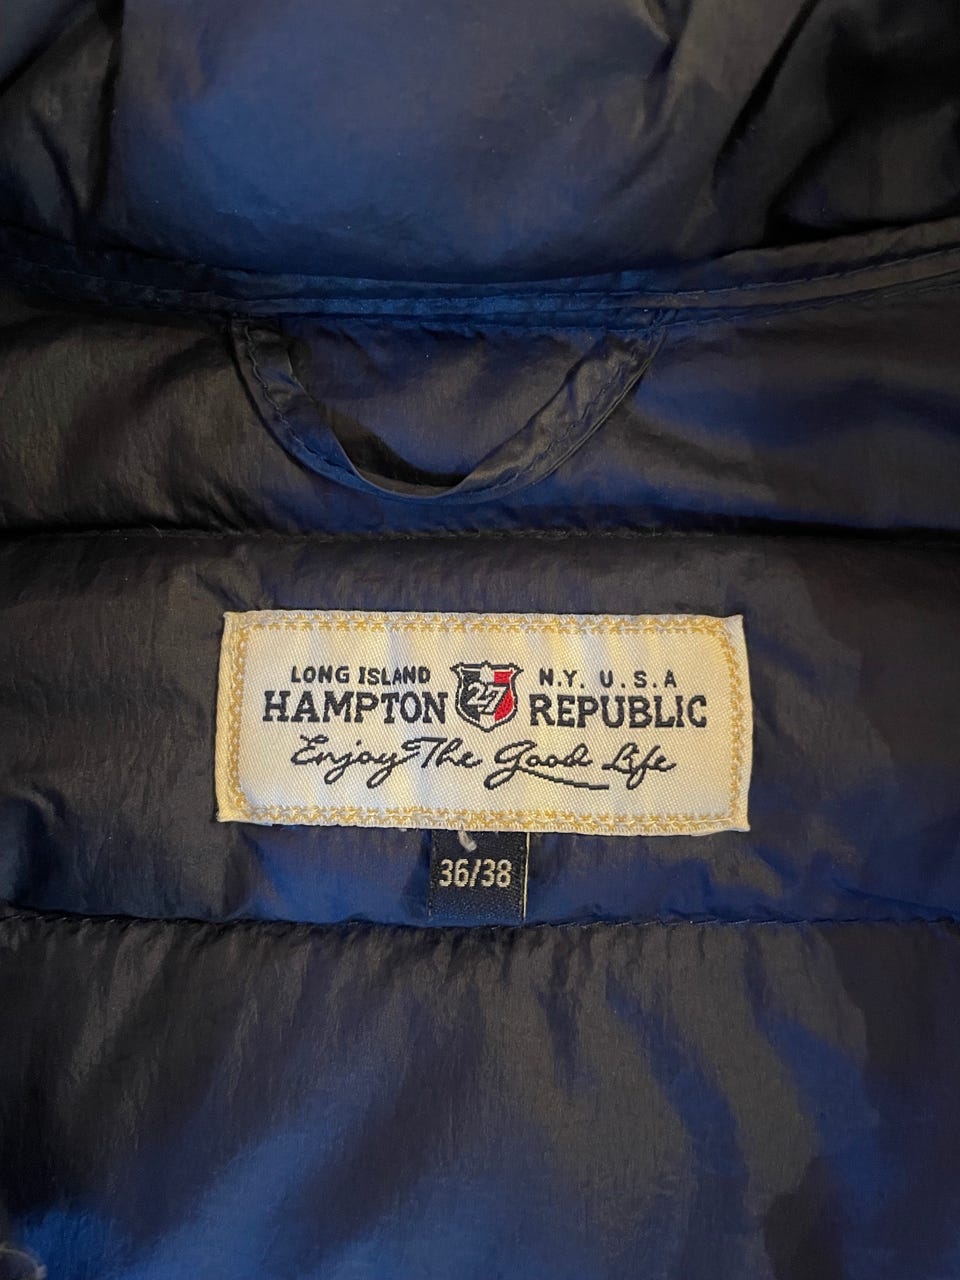 LONG ISLAND N.Y. U.S.A
HAMPTON 27 REPUBLIC
Enjoy The Good Life
36/38